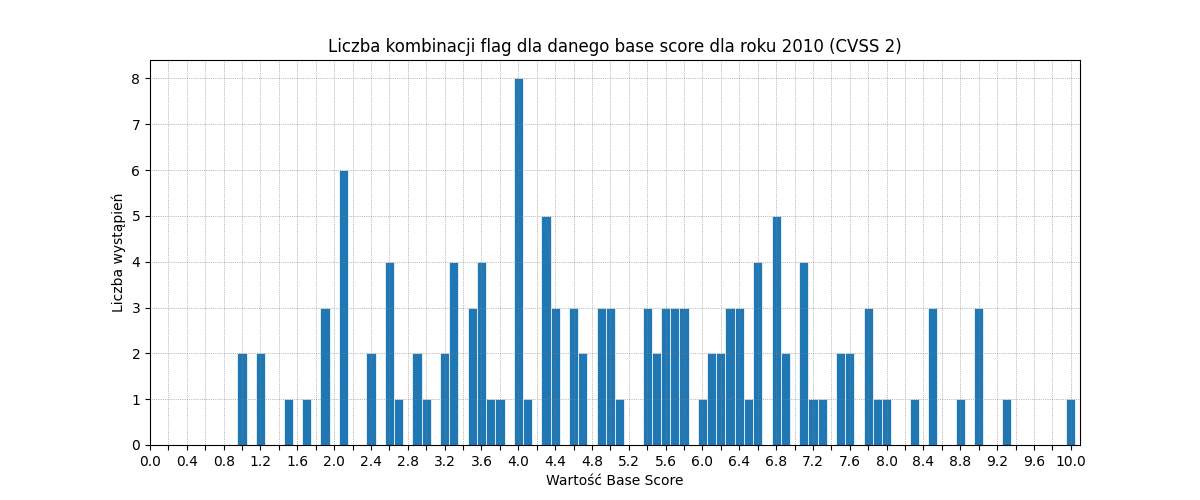 Liczba kombinacji flag dla danego base score dla roku 2010 (CVSS 2)
8
7
6
5
4
3
2
1
0
Liczba wystąpień
0.0 0.4 0.8 1.2 1.6 2.0 2.4 2.8 3.2 3.6 4.0 4.4 4.8 5.2 5.6 6.0 6.4 6.8 7.2 7.6 8.0 8.4 8.8 9.2 9.6 10.0
Wartość Base Score